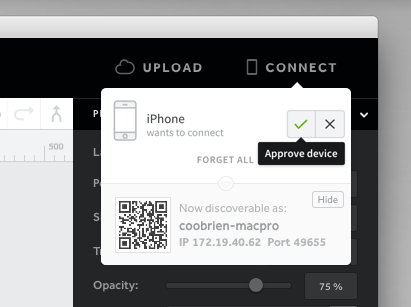 UPLOAD
CONNECT
iPhone
wants to connect
500
Approve device
FORGET ALL
Now discoverable as:
Hide
coobrien-macpro
IP 172.19.40.62 Port 49655
Opacity:
75 %